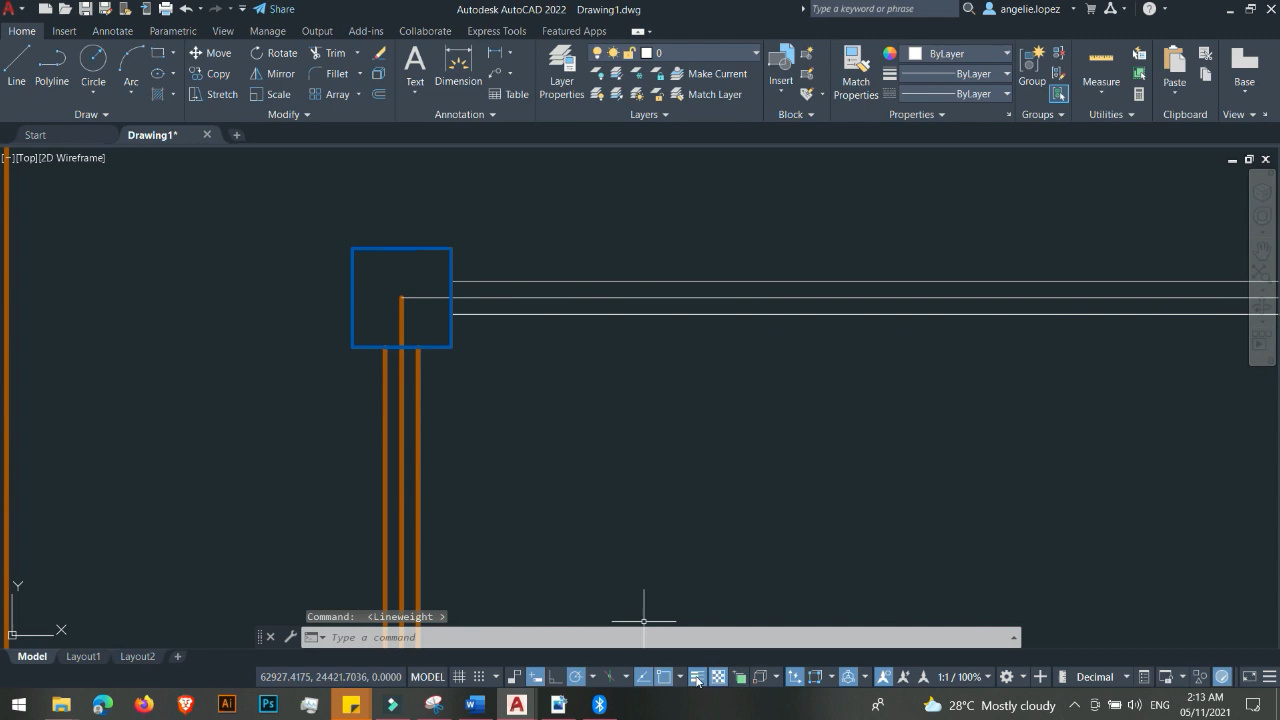 Share
Autodesk AutoCAD 2022 Drawing1.dwg
Type a keyword or phrase
angelie.lopez
Home Insert Annotate Parametric View Manage Output Add-ins Collaborate Express Tools Featured Apps
Line Polyline Circle Arc
Move Rotate Trim
Copy Mirror Fillet
Stretch Scale Array
Text Dimension Table
Layer Properties
0
Make Current
Match Layer
Insert
Match Properties
ByLayer
ByLayer
ByLayer
Group
Measure
Paste
Base
Draw Modify Annotation Layers Block Properties Groups Utilities Clipboard View
Start Drawing1*
[−][Top][2D Wireframe]
Y
X
Command: <Lineweight >
Type a command
Model Layout1 Layout2
62927.4175, 24421.7036, 0.0000 MODEL 1:1 / 100% Decimal
Ai Ps
28°C Mostly cloudy ENG
2:13 AM
05/11/2021